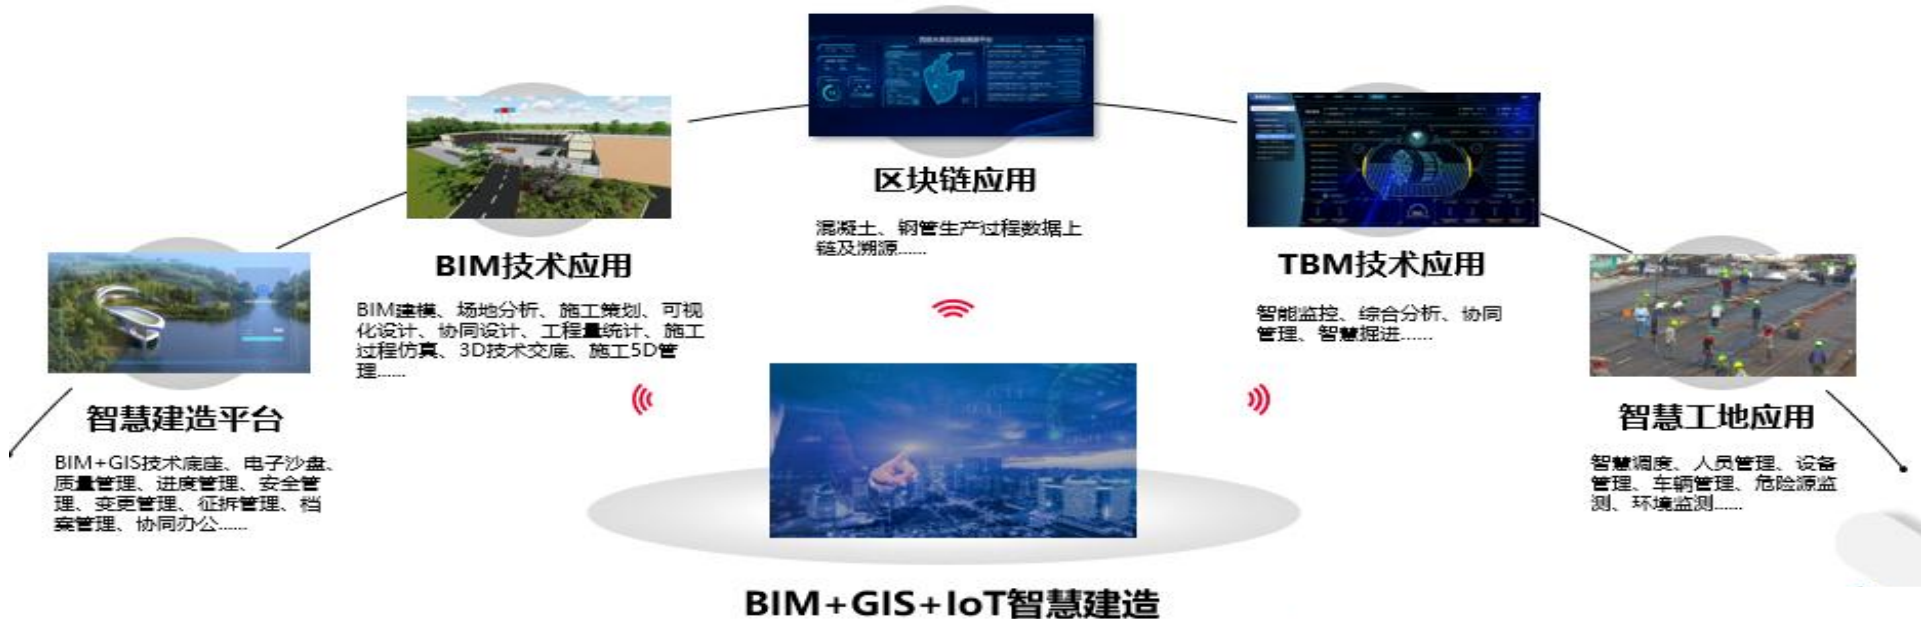 区块链应用
混凝土、钢管生产过程数据上
链及溯源......
BIM技术应用
BIM建模、场地分析、施工策划、可视
化设计、协同设计、工程量统计、施工
过程仿真、3D技术交底、施工5D管
理......
TBM技术应用
智能监控、综合分析、协同
管理、智慧掘进......
智慧建造平台
BIM+GIS技术底座、电子沙盘、
质量管理、进度管理、安全管
理、变更管理、征拆管理、档
案管理、协同办公......
智慧工地应用
智慧调度、人员管理、设备
管理、车辆管理、危险源监
测、环境监测......
BIM+GIS+IoT智慧建造